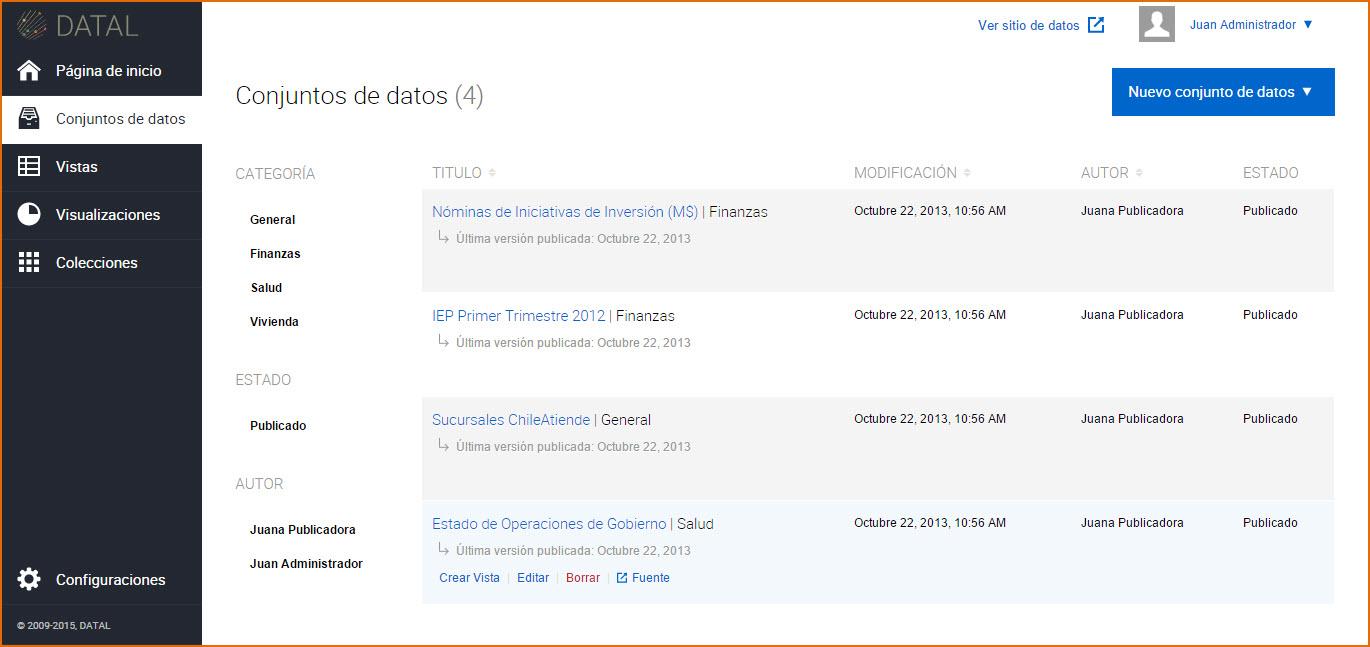 DATAL
Página de inicio
Conjuntos de datos
Vistas
Visualizaciones
Colecciones
Configuraciones
© 2009-2015, DATAL
Ver sitio de datos
Juan Administrador ▼
Conjuntos de datos (4)
Nuevo conjunto de datos ▼
CATEGORÍA
General
Finanzas
Salud
Vivienda
ESTADO
Publicado
AUTOR
Juana Publicadora
Juan Administrador
TITULO MODIFICACIÓN AUTOR ESTADO
Nóminas de Iniciativas de Inversión (M$) | Finanzas Octubre 22, 2013, 10:56 AM Juana Publicadora Publicado
Última versión publicada: Octubre 22, 2013
IEP Primer Trimestre 2012 | Finanzas Octubre 22, 2013, 10:56 AM Juana Publicadora Publicado
Última versión publicada: Octubre 22, 2013
Sucursales ChileAtiende | General Octubre 22, 2013, 10:56 AM Juana Publicadora Publicado
Última versión publicada: Octubre 22, 2013
Estado de Operaciones de Gobierno | Salud Octubre 22, 2013, 10:56 AM Juana Publicadora Publicado
Última versión publicada: Octubre 22, 2013
Crear Vista | Editar | Borrar | Fuente